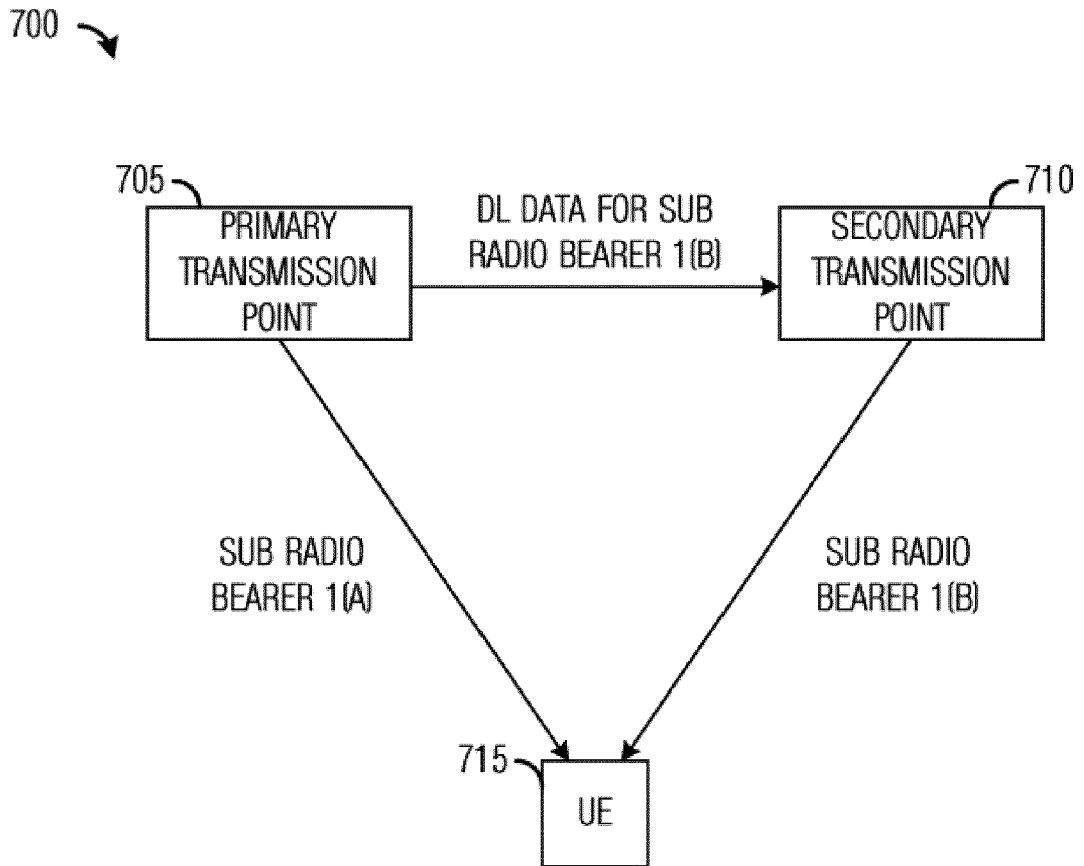 700
705
710
PRIMARY
TRANSMISSION
POINT
DL DATA FOR SUB
RADIO BEARER 1(B)
SECONDARY
TRANSMISSION
POINT
SUB RADIO
BEARER 1(A)
SUB RADIO
BEARER 1(B)
715
UE